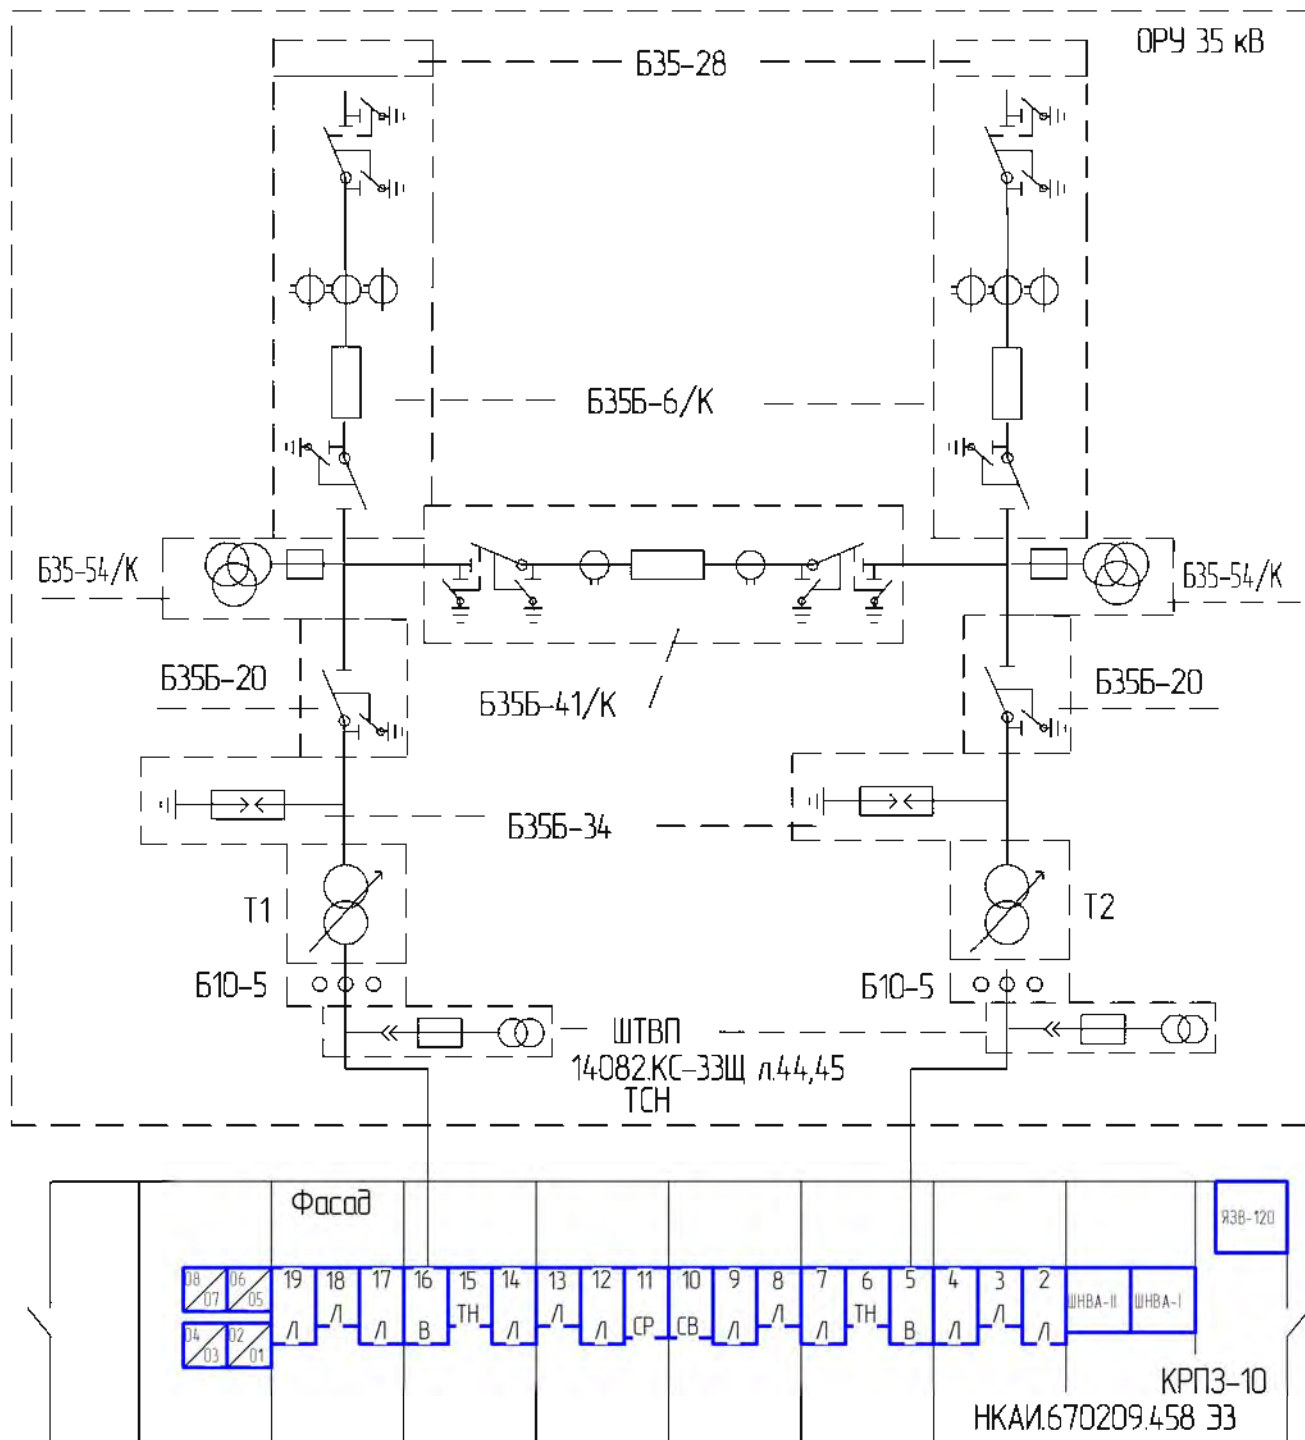 ОРУ 35 кВ
Б35-28
Б35Б-6/К
Б35-54/К
Б35-54/К
Б35Б-20
Б35Б-41/К
Б35Б-20
Б35Б-34
Т1
Т2
Б10-5
Б10-5
ШТВП
14082.КС-33Щ л.44,45
ТСН
Фасад
ЯЗВ-120
08 07 06 05 19 18 17 16 15 14 13 12 11 10 9 8 7 6 5 4 3 2 ШНВА-II ШНВА-I
Л Л Л В ТН Л Л Л СР СВ Л Л Л ТН В Л Л Л
04 03 02 01
КРПЗ-10
НКАИ.670209.458 ЭЗ